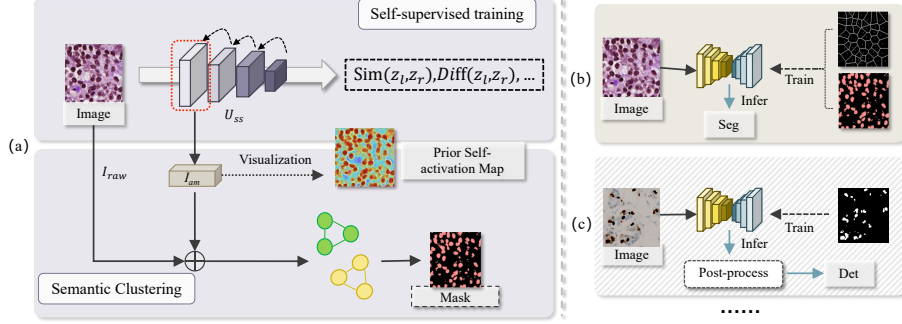 (a)
Self-supervised training
Image
U_ss
Sim(z_l,z_r),Diff(z_l,z_r), ...
I_raw
I_am
Visualization
Prior Self-
activation Map
Semantic Clustering
Mask
(b)
Image
Train
Infer
Seg
(c)
Image
Train
Infer
Post-process
Det
......